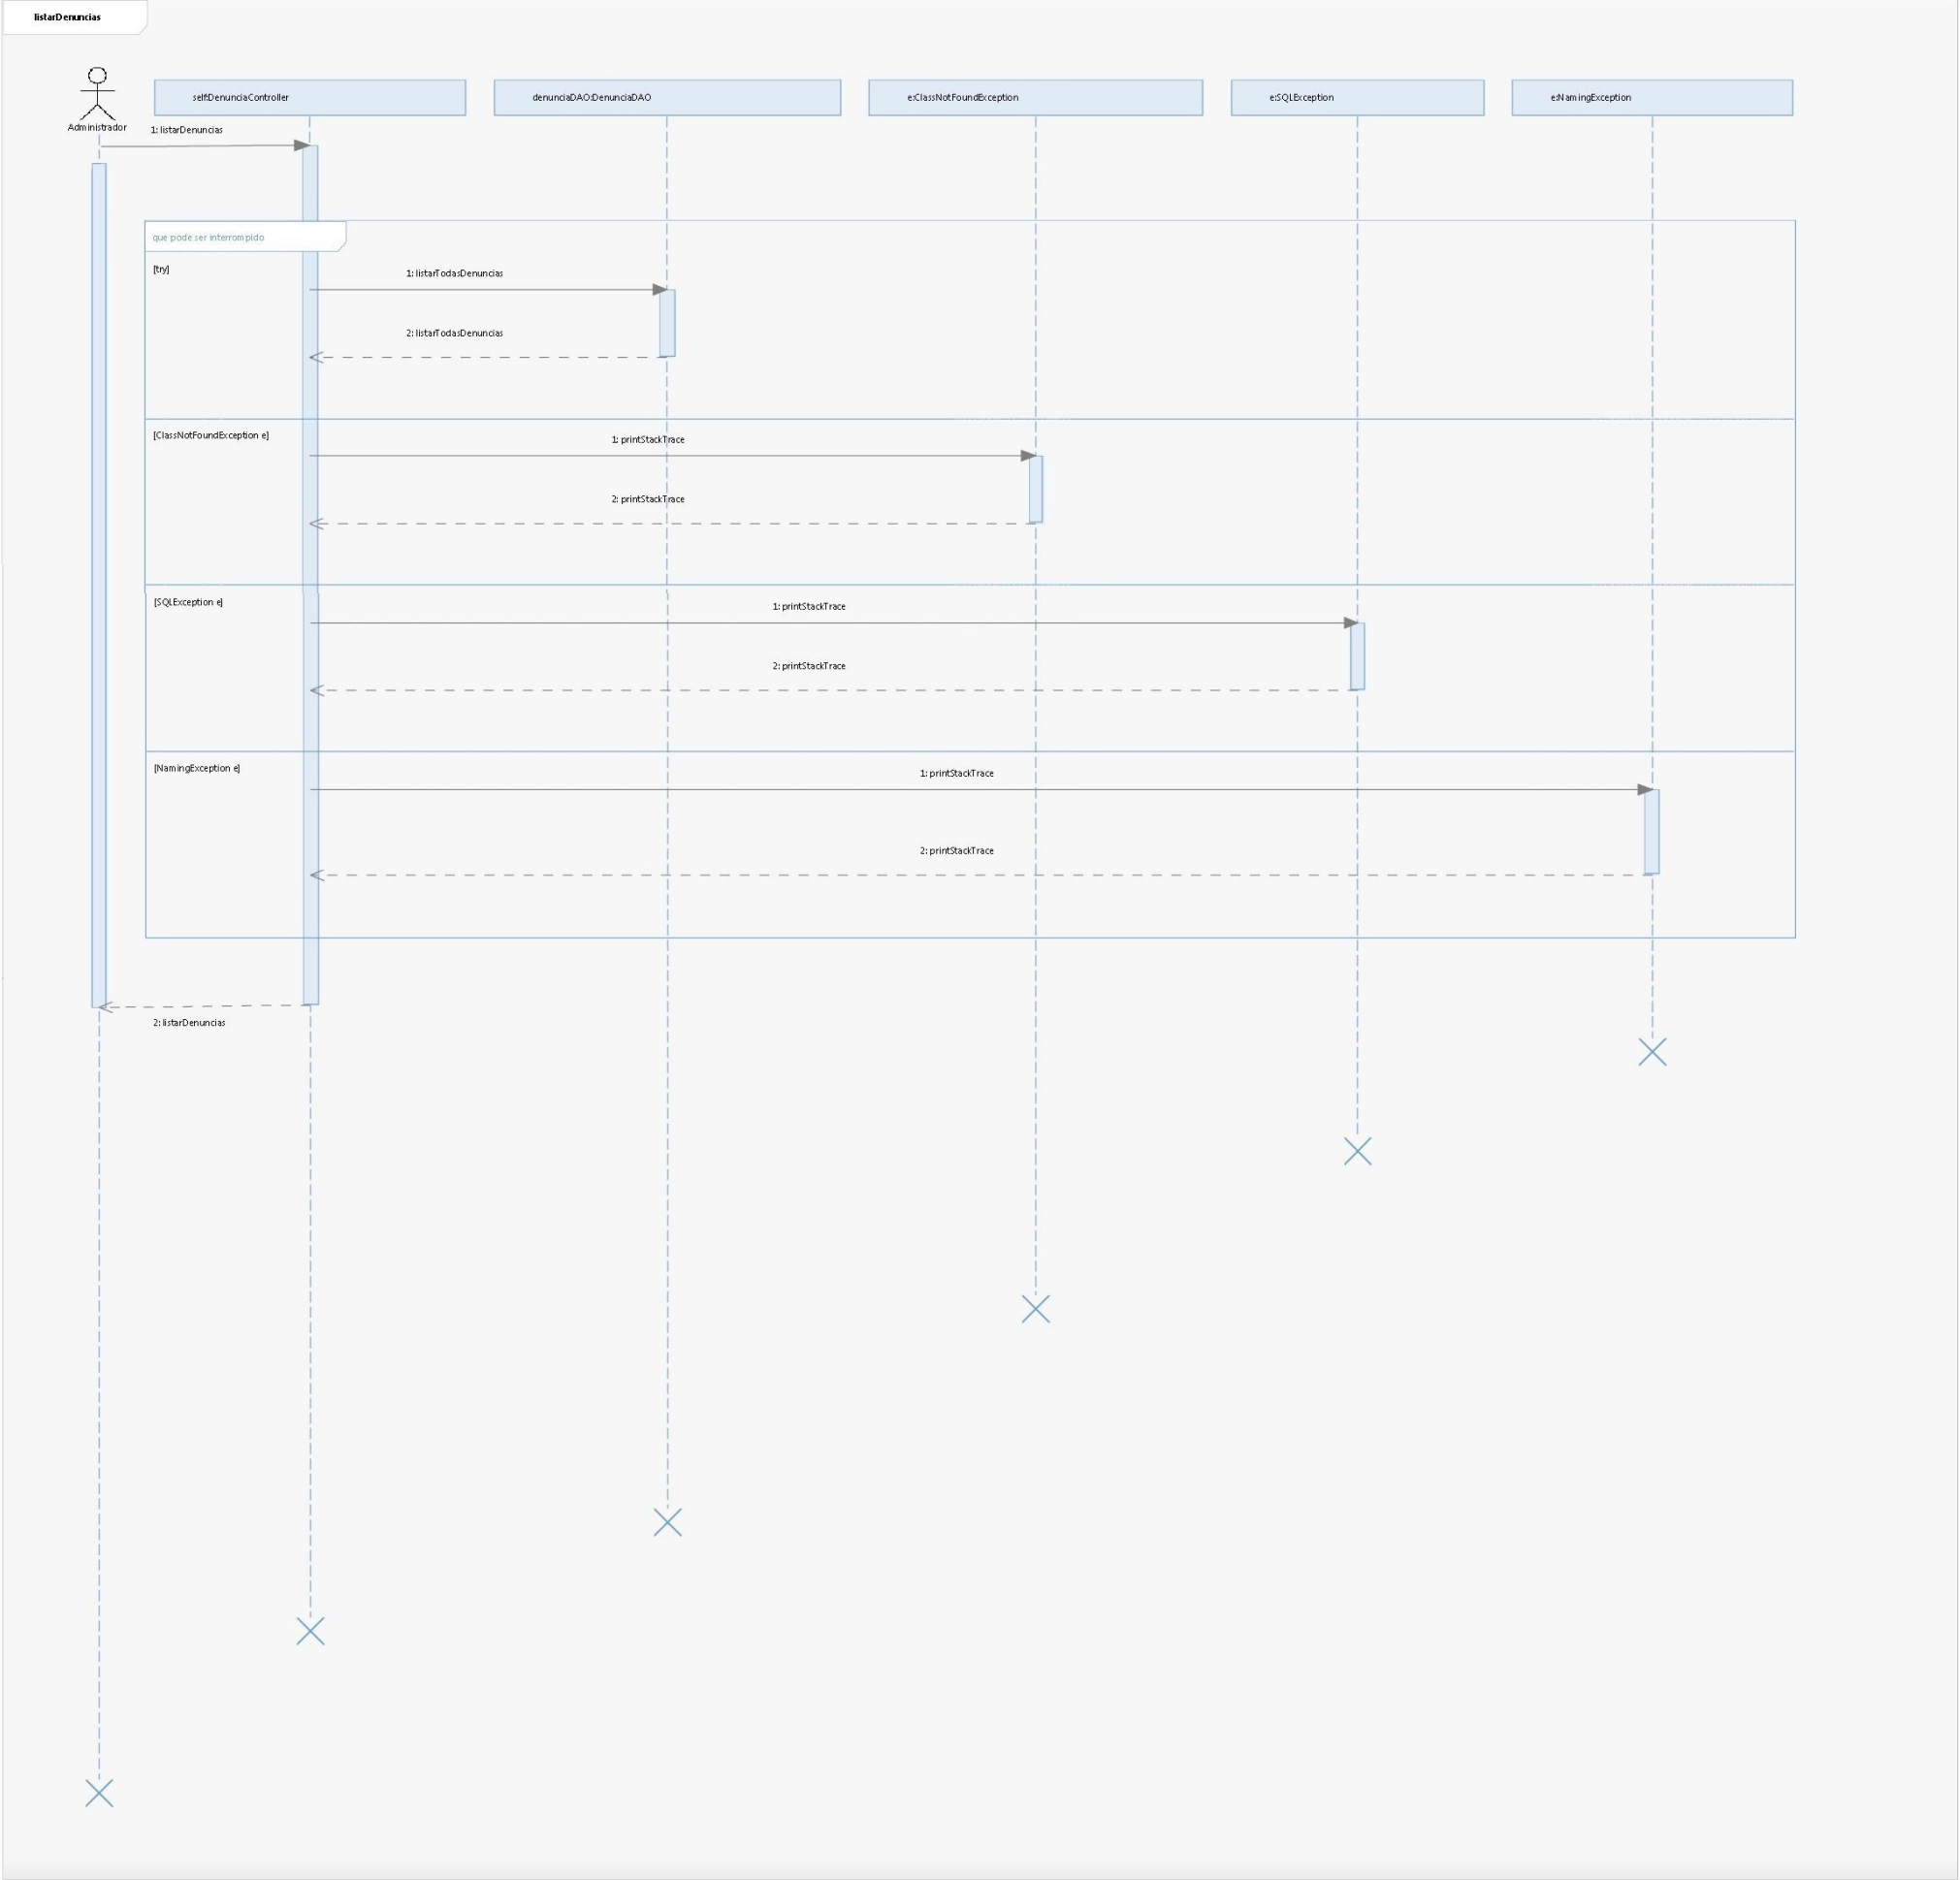 listarDenuncias
Administrador
self:DenunciaController
denunciaDAO:DenunciaDAO
e:ClassNotFoundException
e:SQLException
e:NamingException
1: listarDenuncias
que pode ser interrompido
[try]
1: listarTodasDenuncias
2: listarTodasDenuncias
[ClassNotFoundException e]
1: printStackTrace
2: printStackTrace
[SQLException e]
1: printStackTrace
2: printStackTrace
[NamingException e]
1: printStackTrace
2: printStackTrace
2: listarDenuncias